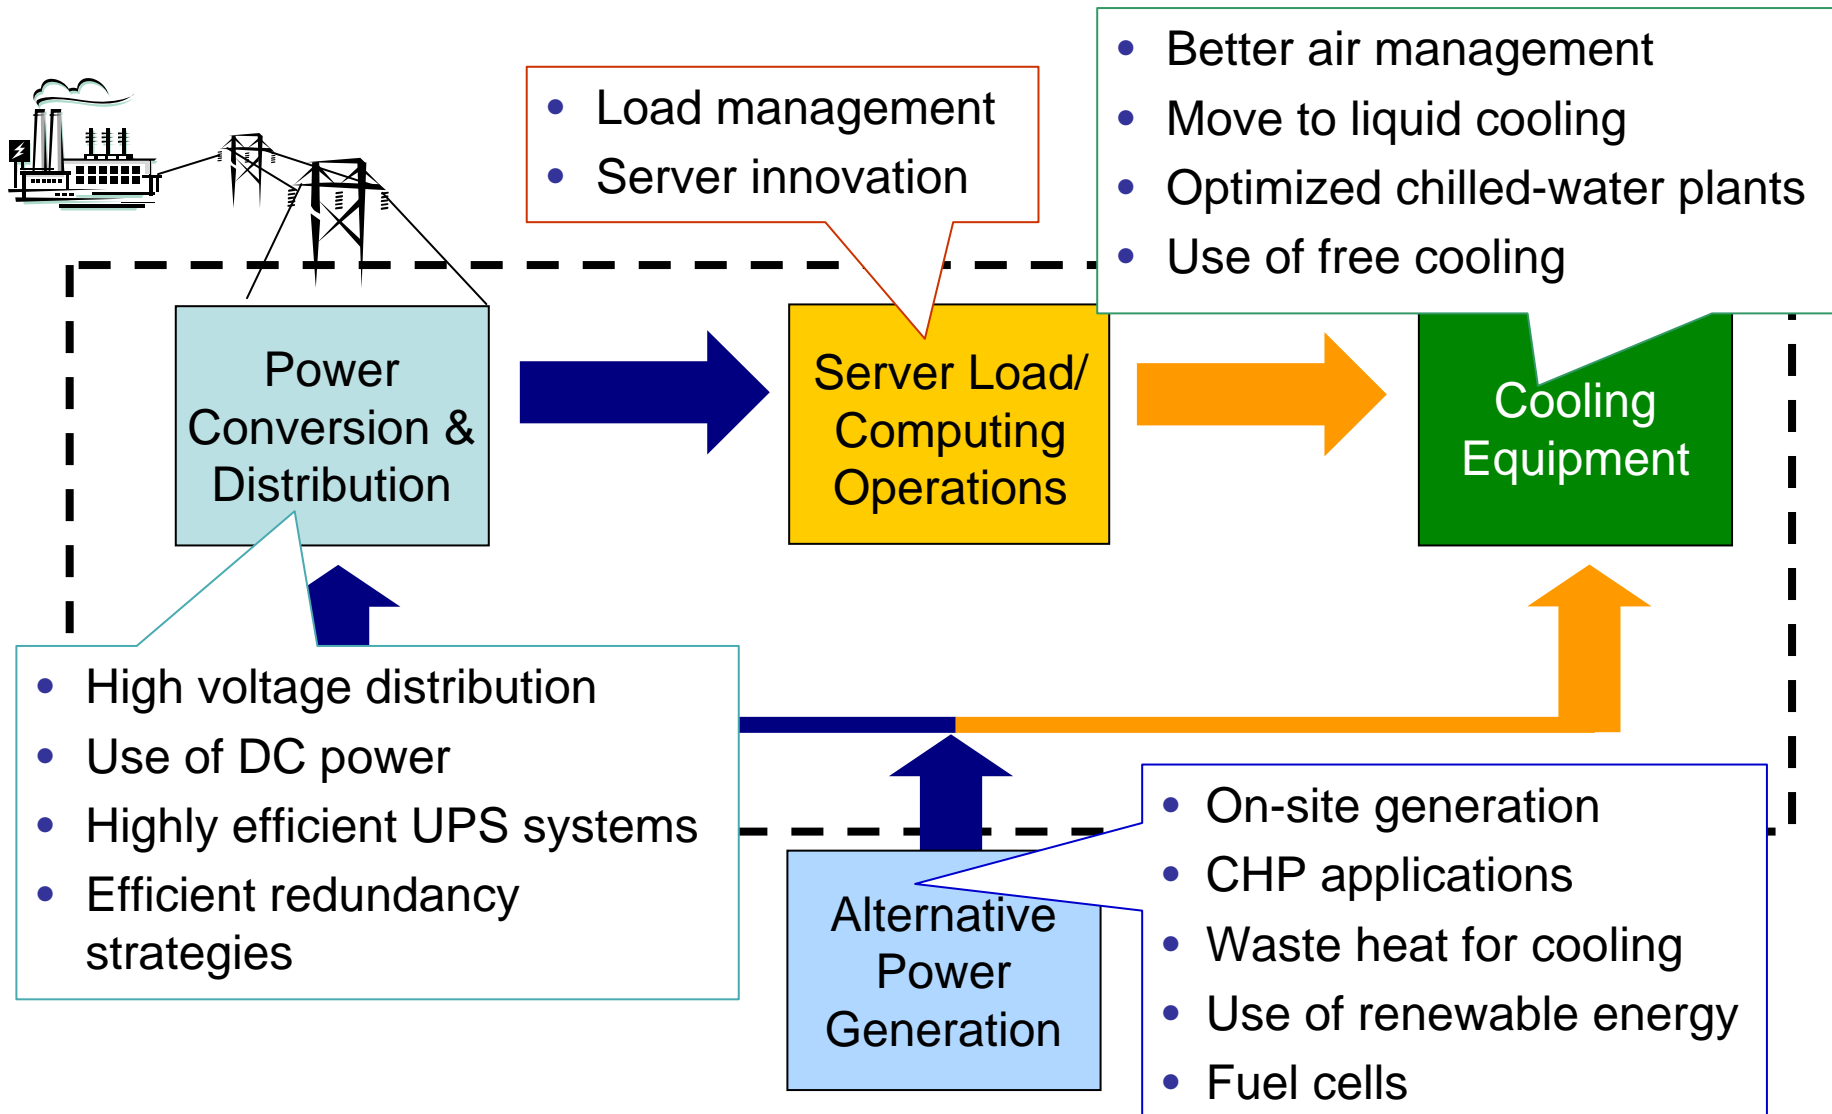 • Load management
• Server innovation
• Better air management
• Move to liquid cooling
• Optimized chilled-water plants
• Use of free cooling
Power
Conversion &
Distribution
Server Load/
Computing
Operations
Cooling
Equipment
• High voltage distribution
• Use of DC power
• Highly efficient UPS systems
• Efficient redundancy
strategies
Alternative
Power
Generation
• On-site generation
• CHP applications
• Waste heat for cooling
• Use of renewable energy
• Fuel cells